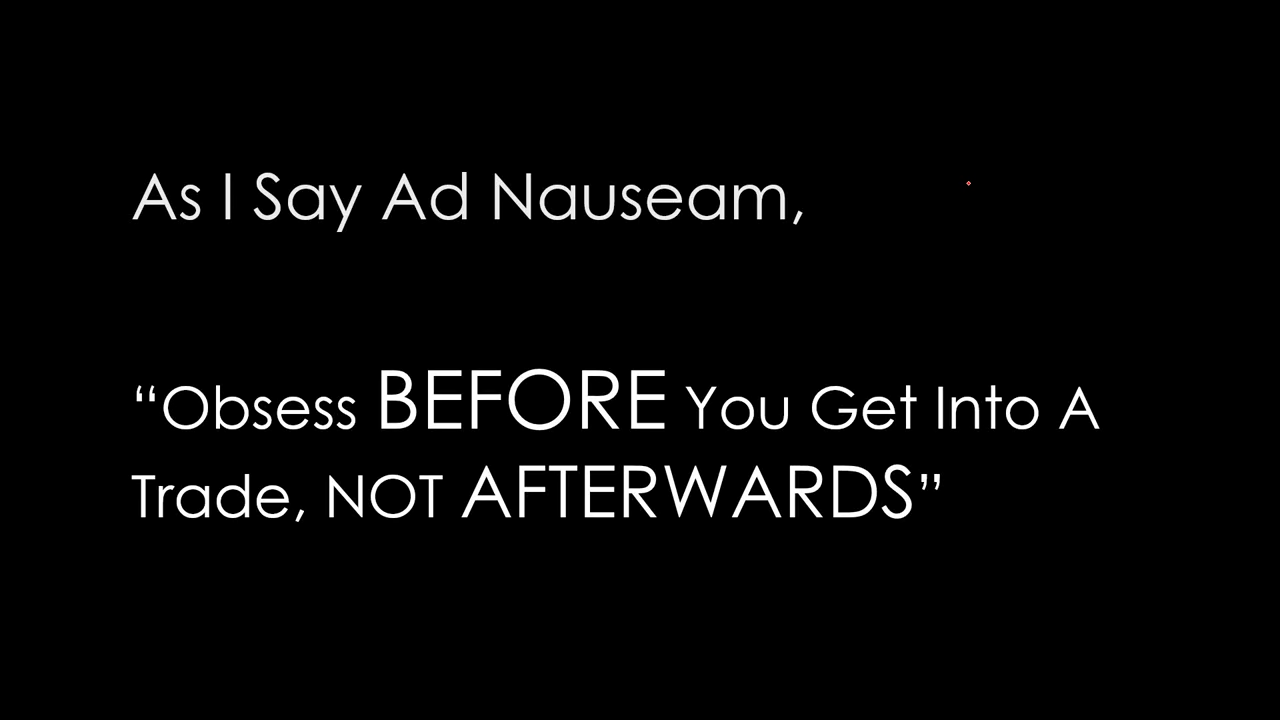 As I Say Ad Nauseam,
“Obsess BEFORE You Get Into A
Trade, NOT AFTERWARDS”